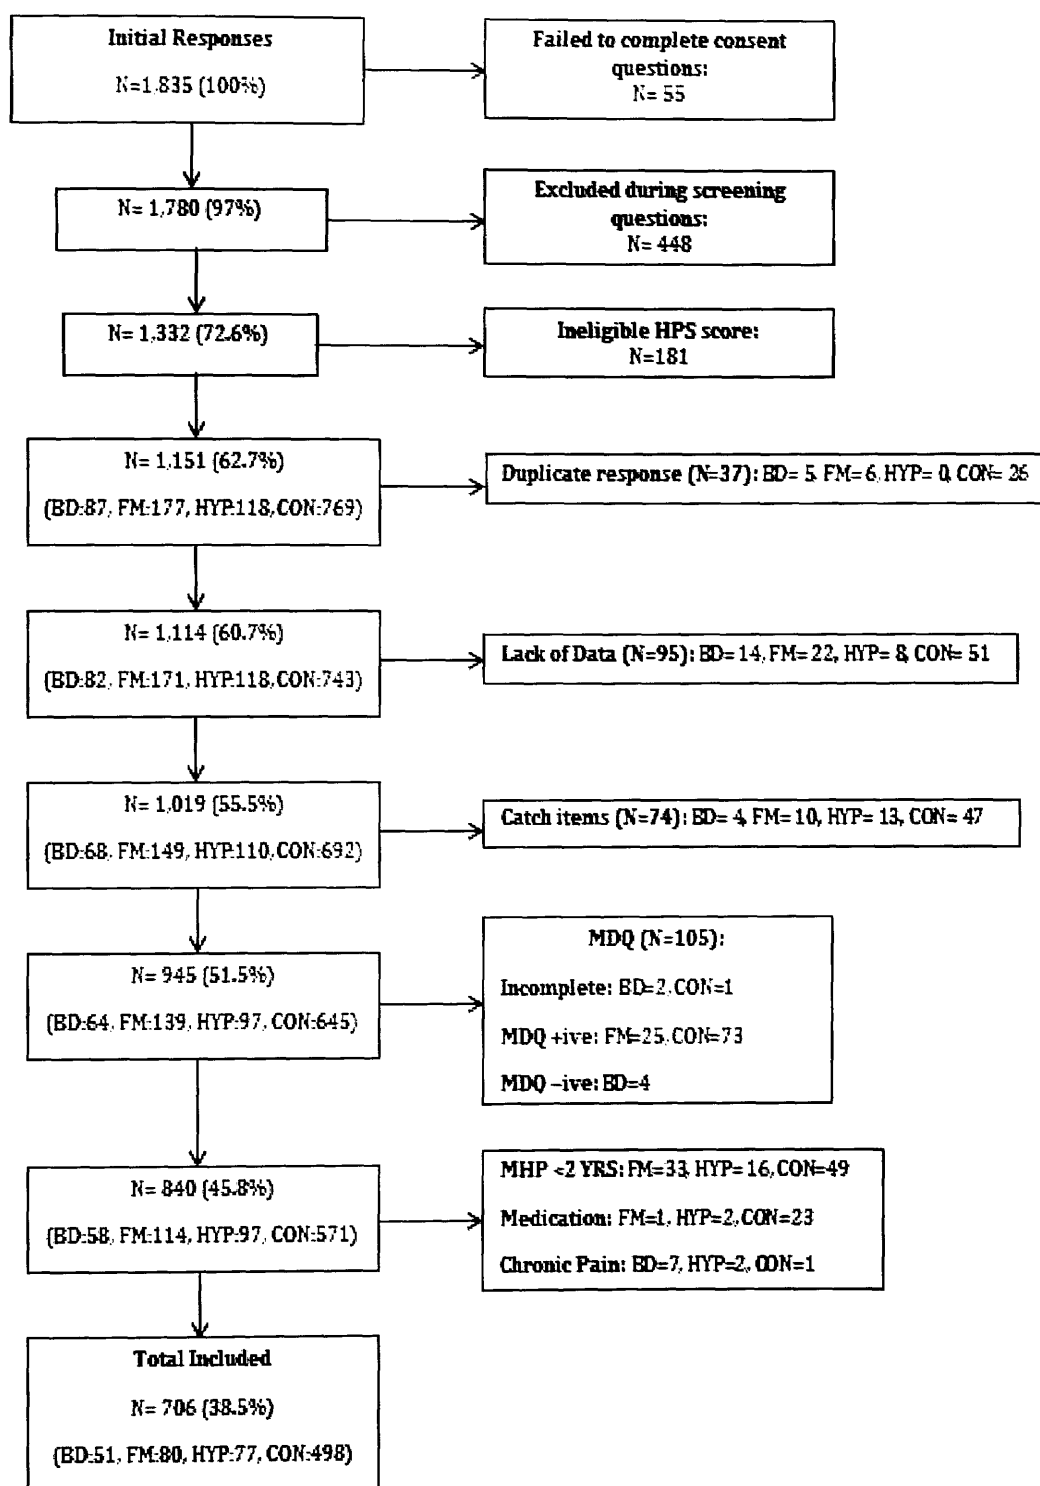 Initial Responses
N=1,835 (100%)
Failed to complete consent
questions:
N= 55
N= 1,780 (97%)
Excluded during screening
questions:
N= 448
N= 1,332 (72.6%)
Ineligible HPS score:
N=181
N= 1,151 (62.7%)
(BD:87, FM:177, HYP:118,CON:769)
Duplicate response (N=37): BD= 5, FM= 6, HYP= 0, CON= 26
N= 1,114 (60.7%)
(BD:82, FM:171, HYP:118,CON:743)
Lack of Data (N=95): BD= 14, FM= 22, HYP= 8, CON= 51
N= 1,019 (55.5%)
(BD:68, FM:149, HYP:110,CON:692)
Catch items (N=74): BD= 4, FM= 10, HYP= 13, CON= 47
N= 945 (51.5%)
(BD:64, FM:139, HYP:97, CON:645)
MDQ (N=105):
Incomplete: BD=2, CON=1
MDQ +ive: FM=25, CON=73
MDQ –ive: BD=4
N= 840 (45.8%)
(BD:58, FM:114, HYP:97, CON:571)
MHP <2 YRS: FM=33, HYP= 16, CON=49
Medication: FM=1, HYP=2, CON=23
Chronic Pain: BD=7, HYP=2, CON=1
Total Included
N= 706 (38.5%)
(BD:51, FM:80, HYP:77, CON:498)